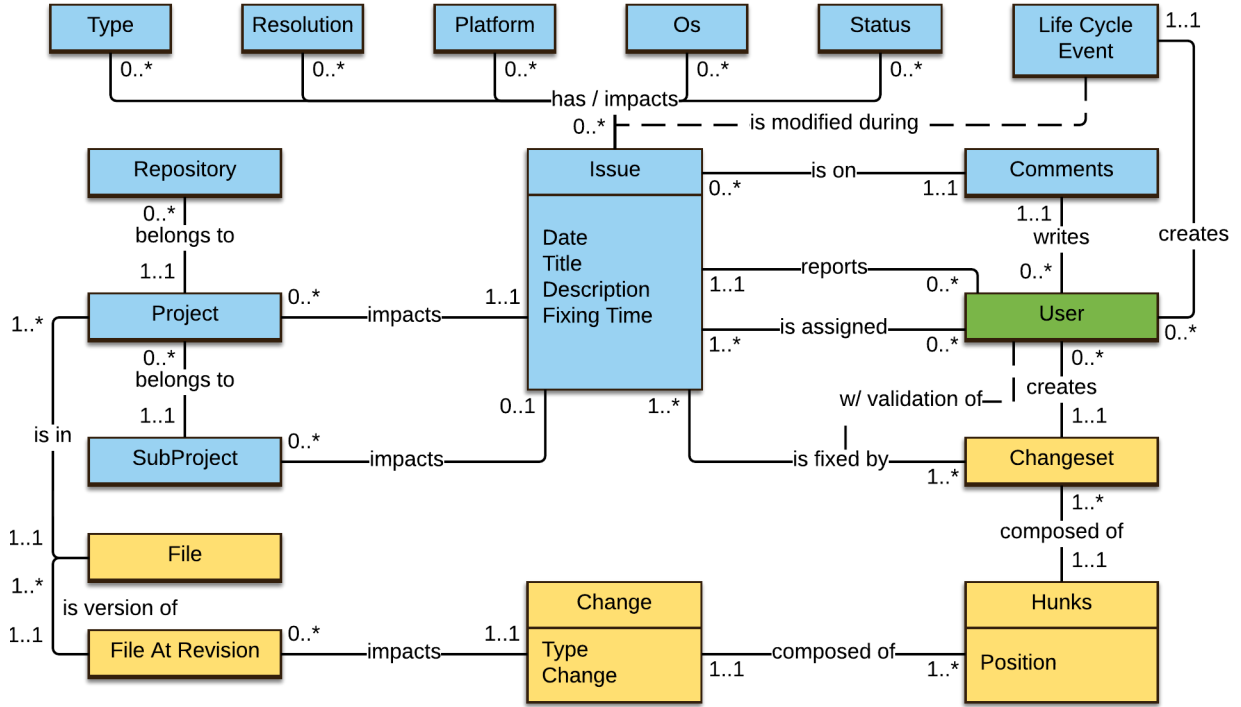 Type
Resolution
Platform
Os
Status
Life Cycle
Event
1..1
0..*
0..*
0..*
0..*
0..*
has / impacts
0..*
is modified during
Repository
Issue
is on
Comments
0..*
1..1
0..*
belongs to
1..1
1..1
writes
0..*
creates
Date
Title
Description
Fixing Time
reports
1..1
0..*
Project
0..*
impacts
1..1
1..*
User
0..*
is assigned
1..*
0..*
0..*
belongs to
1..1
0..*
creates
1..1
w/ validation of
0..1
1..*
is in
SubProject
0..*
impacts
is fixed by
1..*
Changeset
1..*
composed of
1..1
1..1
File
1..*
is version of
1..1
File At Revision
0..*
impacts
1..1
Change
Type
Change
composed of
1..1
1..*
Hunks
Position